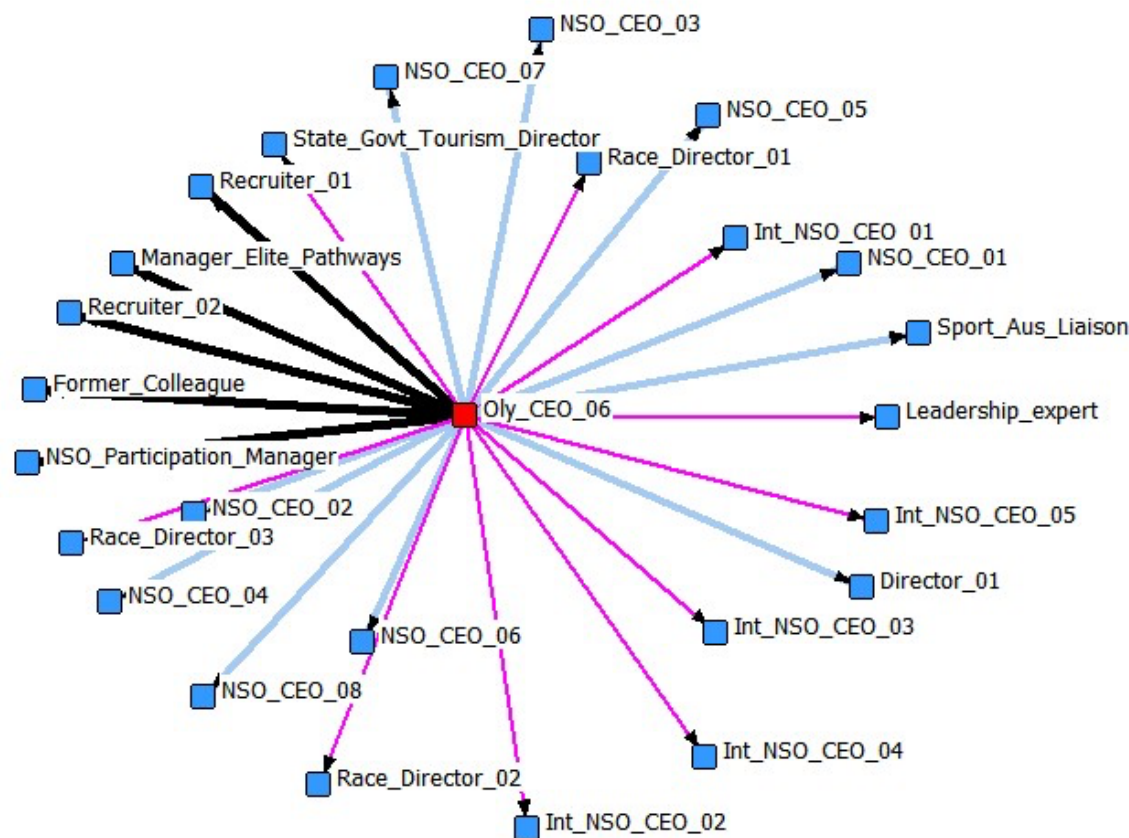 NSO_CEO_03
NSO_CEO_07
NSO_CEO_05
State_Govt_Tourism_Director
Race_Director_01
Recruiter_01
Int_NSO_CEO_01
Manager_Elite_Pathways
NSO_CEO_01
Recruiter_02
Sport_Aus_Liaison
Former_Colleague
Oly_CEO_06
Leadership_expert
NSO_Participation_Manager
NSO_CEO_02
Int_NSO_CEO_05
Race_Director_03
Director_01
NSO_CEO_04
Int_NSO_CEO_03
NSO_CEO_06
NSO_CEO_08
Int_NSO_CEO_04
Race_Director_02
Int_NSO_CEO_02